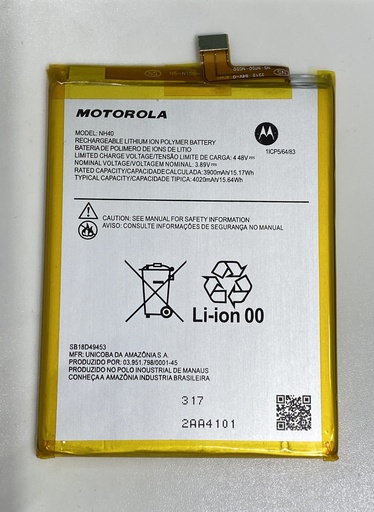 MOTOROLA
MODEL: NH40
RECHARGEABLE LITHIUM ION POLYMER BATTERY
BATERIA DE POLIMERO DE IONS DE LITIO
LIMITED CHARGE VOLTAGE/TENSÃO LIMITE DE CARGA: 4.48V
NOMINAL VOLTAGE/VOLTAGEM NOMINAL: 3.89V
RATED CAPACITY/CAPACIDADE CALCULADA:3900mAh/15.17Wh
TYPICAL CAPACITY/CAPACIDADE TÍPICA:4020mAh/15.64Wh
1ICP5/64/83
CAUTION: SEE MANUAL FOR SAFETY INFORMATION
AVISO: CONSULTE INFORMAÇÕES DE SEGURANÇA NO MANUAL
Li-ion 00
SB18D49453
MFR: UNICOBA DA AMAZÔNIA S.A.
PRODUZIDO POR: 03.951.798/0001-45
PRODUZIDO NO POLO INDUSTRIAL DE MANAUS
CONHEÇA A AMAZÔNIA INDUSTRIA BRASIL
317
2AA4101